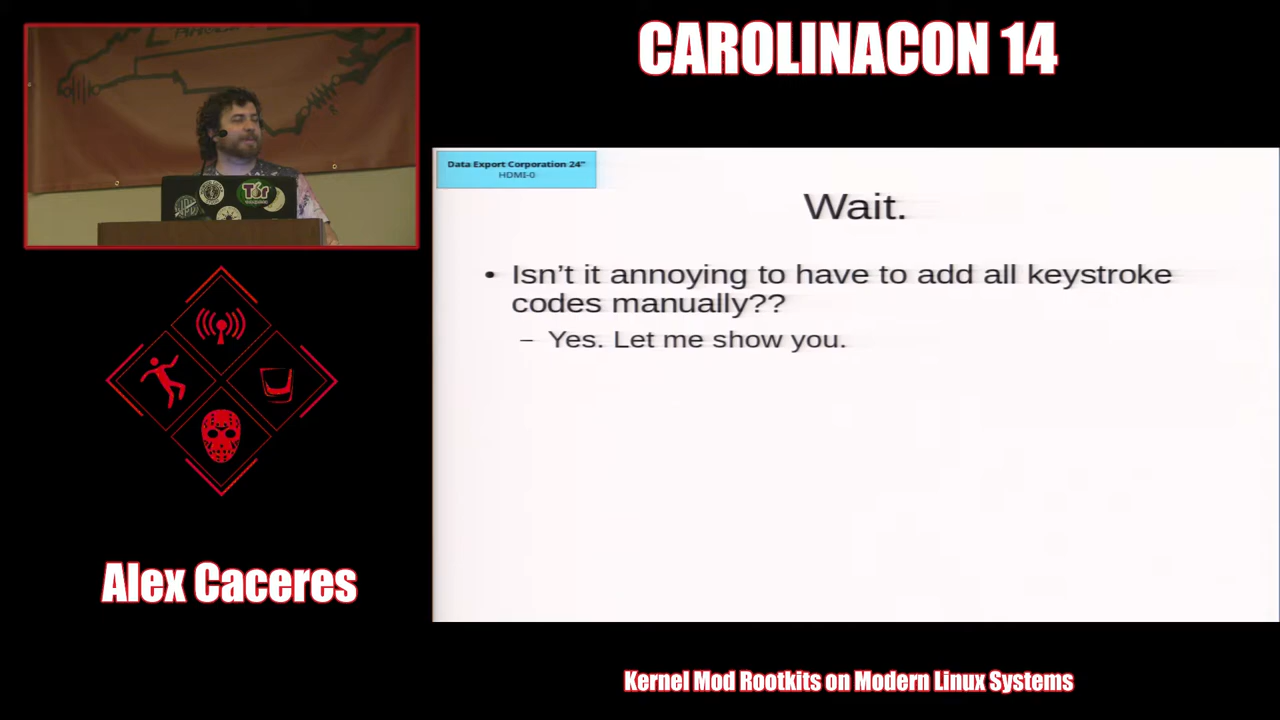 CAROLINACON 14
Data Export Corporation 24"
HDMI-0
Wait.
• Isn't it annoying to have to add all keystroke
codes manually??
– Yes. Let me show you.
Tor
Alex Caceres
Kernel Mod Rootkits on Modern Linux Systems